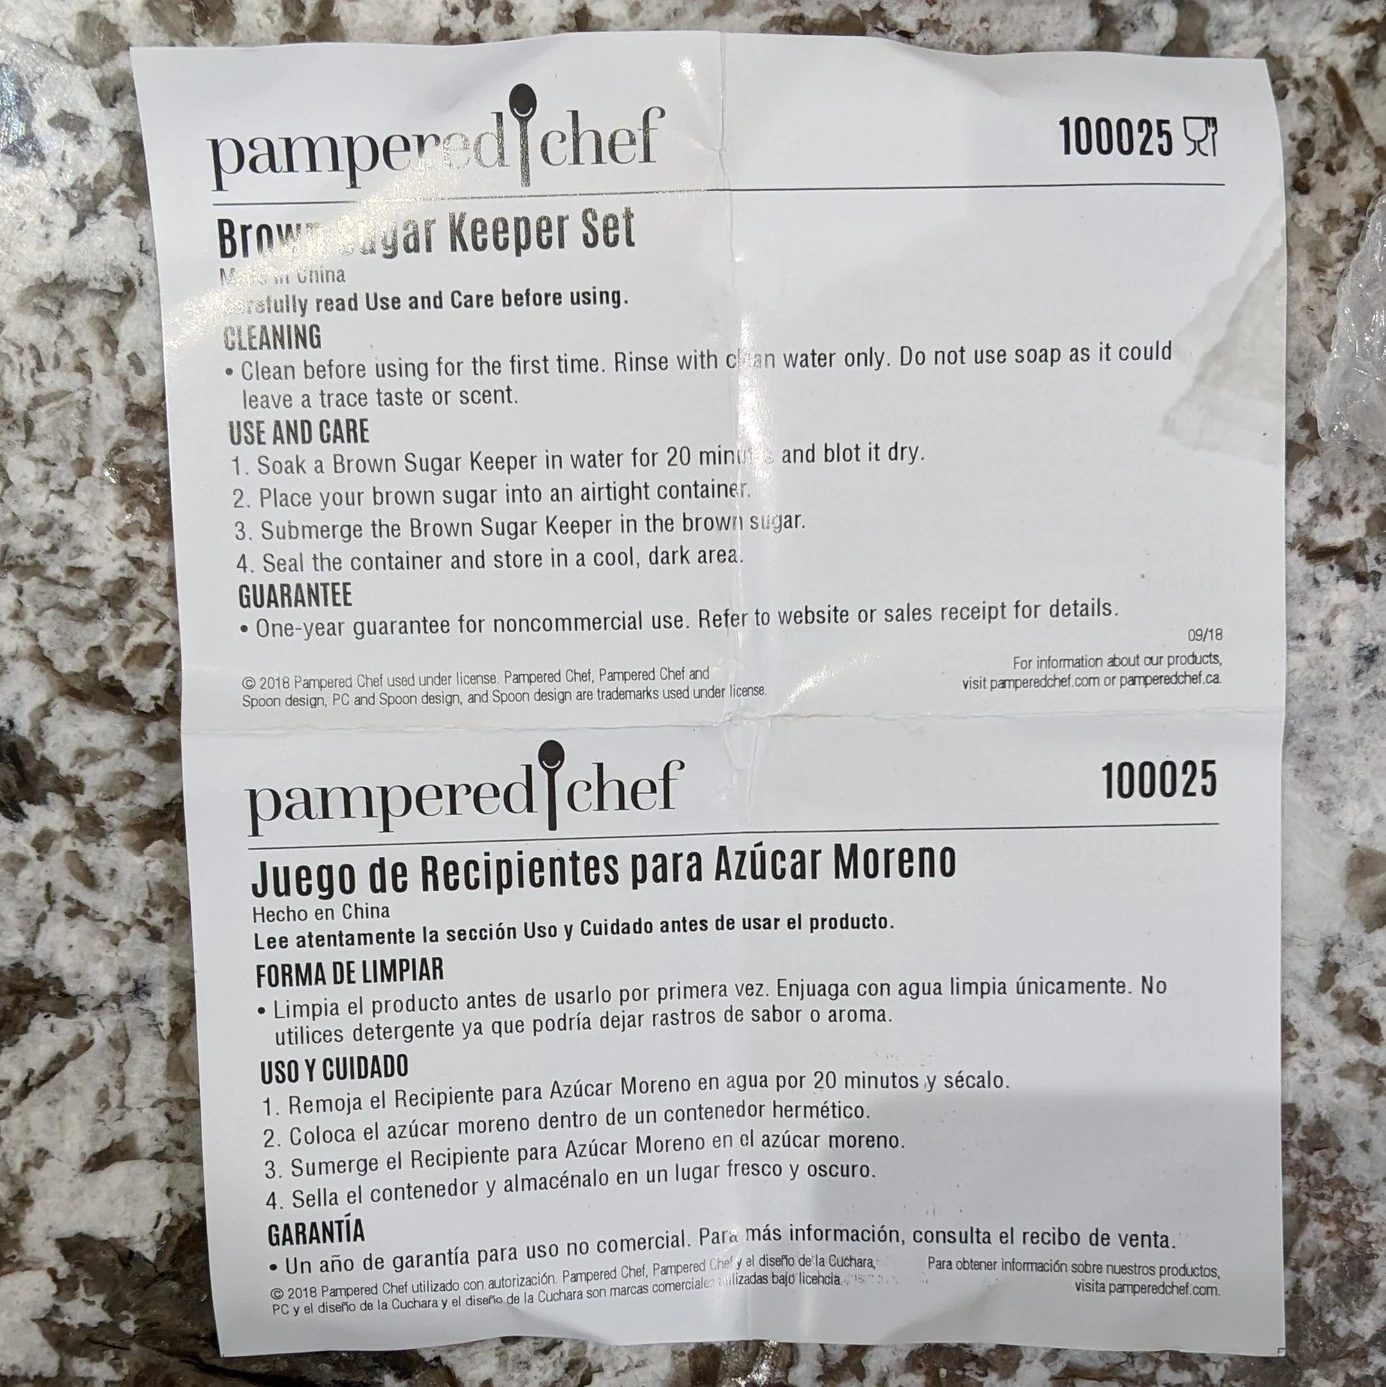 pampered chef
100025
Brown Sugar Keeper Set
Made in China
Carefully read Use and Care before using.
CLEANING
• Clean before using for the first time. Rinse with clean water only. Do not use soap as it could
leave a trace taste or scent.
USE AND CARE
1. Soak a Brown Sugar Keeper in water for 20 minutes and blot it dry.
2. Place your brown sugar into an airtight container.
3. Submerge the Brown Sugar Keeper in the brown sugar.
4. Seal the container and store in a cool, dark area.
GUARANTEE
• One-year guarantee for noncommercial use. Refer to website or sales receipt for details.
09/18
© 2018 Pampered Chef used under license. Pampered Chef, Pampered Chef and
Spoon design, PC and Spoon design, and Spoon design are trademarks used under license.
For information about our products,
visit pamperedchef.com or pamperedchef.ca.
pampered chef
100025
Juego de Recipientes para Azúcar Moreno
Hecho en China
Lee atentamente la sección Uso y Cuidado antes de usar el producto.
FORMA DE LIMPIAR
• Limpia el producto antes de usarlo por primera vez. Enjuaga con agua limpia únicamente. No
utilices detergente ya que podría dejar rastros de sabor o aroma.
USO Y CUIDADO
1. Remoja el Recipiente para Azúcar Moreno en agua por 20 minutos y sécalo.
2. Coloca el azúcar moreno dentro de un contenedor hermético.
3. Sumerge el Recipiente para Azúcar Moreno en el azúcar moreno.
4. Sella el contenedor y almacénalo en un lugar fresco y oscuro.
GARANTÍA
• Un año de garantía para uso no comercial. Para más información, consulta el recibo de venta.
© 2018 Pampered Chef utilizado con autorización. Pampered Chef, Pampered Chef y el diseño de la Cuchara,
PC y el diseño de la Cuchara y el diseño de la Cuchara son marcas comerciales utilizadas bajo licencia.
Para obtener información sobre nuestros productos,
visita pamperedchef.com.